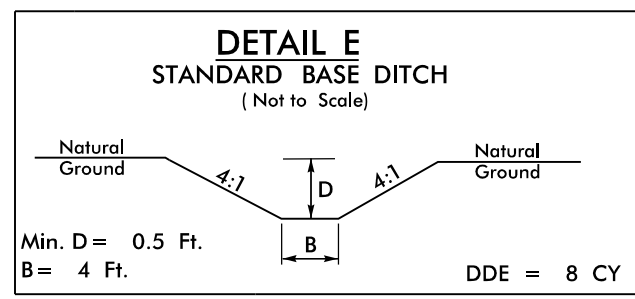 DETAIL E
STANDARD BASE DITCH
( Not to Scale)
Natural
Ground
4:1
D
4:1
Natural
Ground
Min. D = 0.5 Ft.
B
B = 4 Ft.
DDE = 8 CY